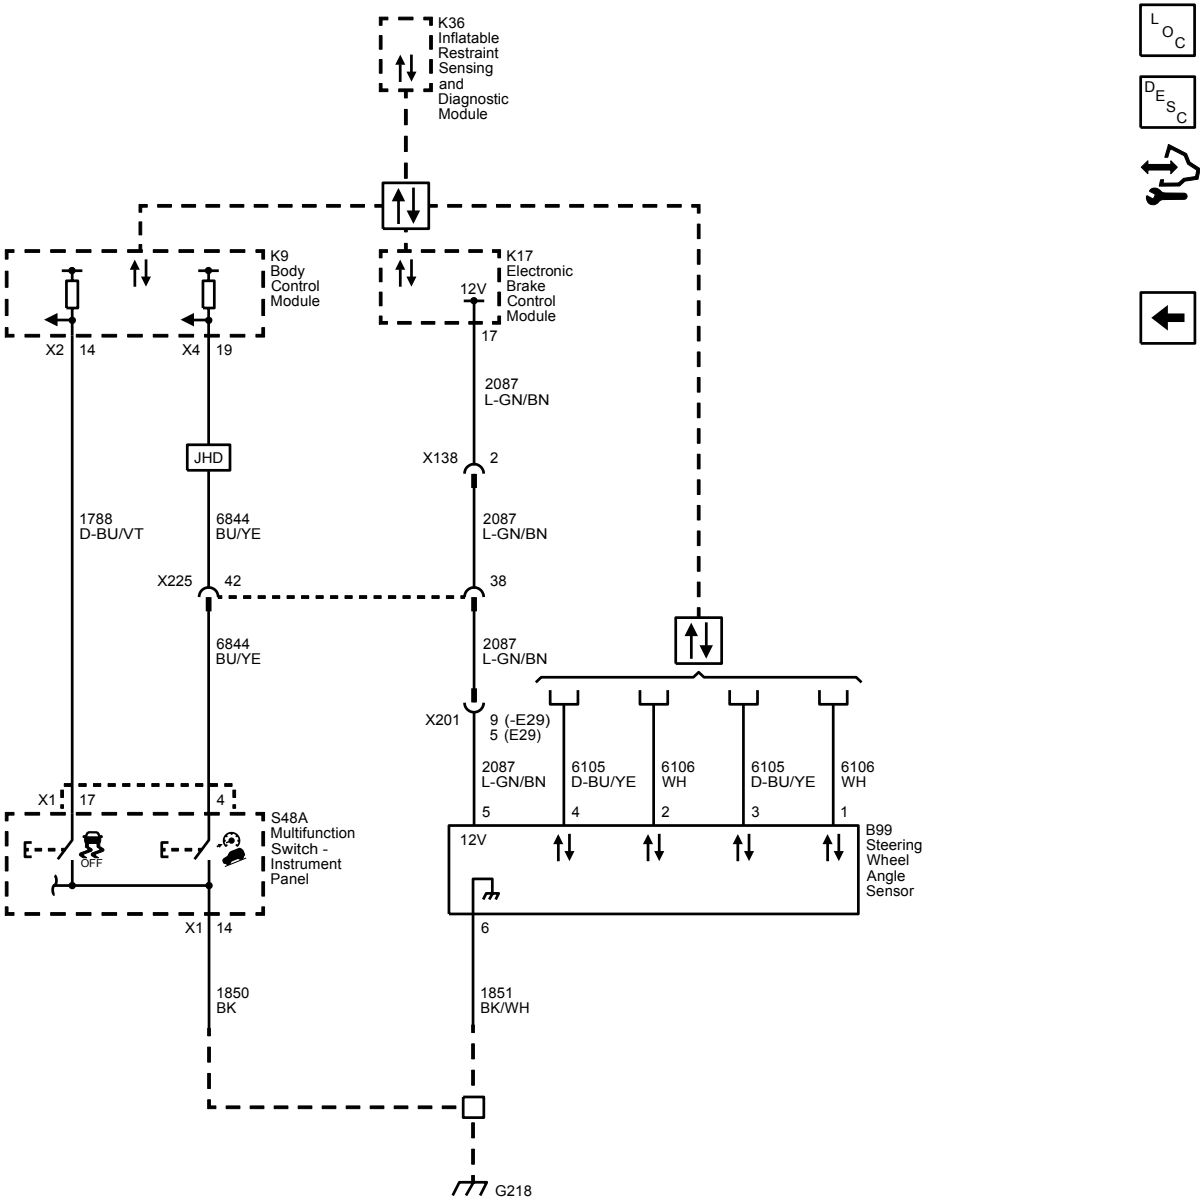 K36
Inflatable
Restraint
Sensing
and
Diagnostic
Module
L
O
C
D
E
S
C
K9
Body
Control
Module
K17
Electronic
Brake
Control
Module
12V
X2 14
X4 19
17
2087
L-GN/BN
JHD
X138 2
1788
D-BU/VT
6844
BU/YE
2087
L-GN/BN
X225 42
38
6844
BU/YE
2087
L-GN/BN
X201
9 (-E29)
5 (E29)
2087
L-GN/BN
6105
D-BU/YE
6106
WH
6105
D-BU/YE
6106
WH
X1 17
4
5
4
2
3
1
S48A
Multifunction
Switch -
Instrument
Panel
OFF
12V
B99
Steering
Wheel
Angle
Sensor
X1 14
6
1850
BK
1851
BK/WH
G218